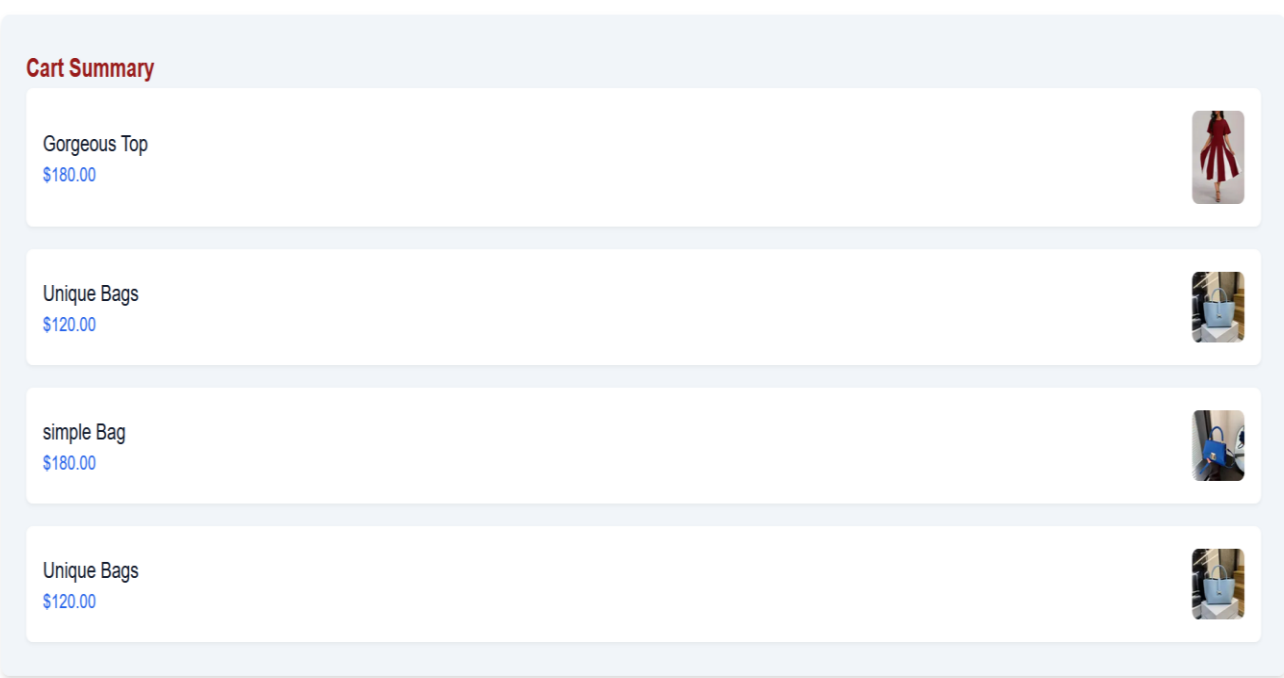 Cart Summary
Gorgeous Top
$180.00
Unique Bags
$120.00
simple Bag
$180.00
Unique Bags
$120.00